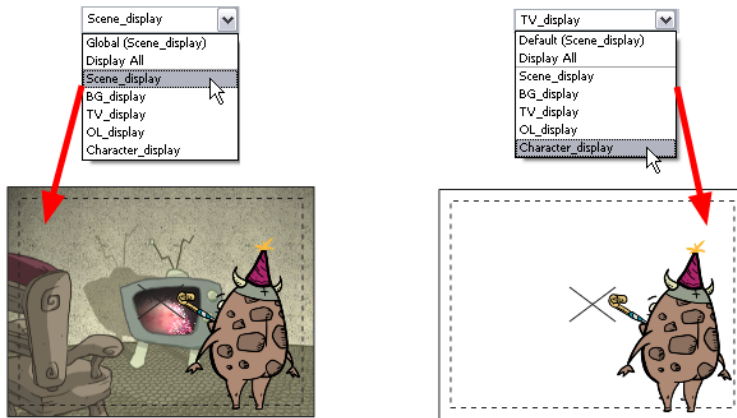 Scene_display
Global (Scene_display)
Display All
Scene_display
BG_display
TV_display
OL_display
Character_display
TV_display
Default (Scene_display)
Display All
Scene_display
BG_display
TV_display
OL_display
Character_display